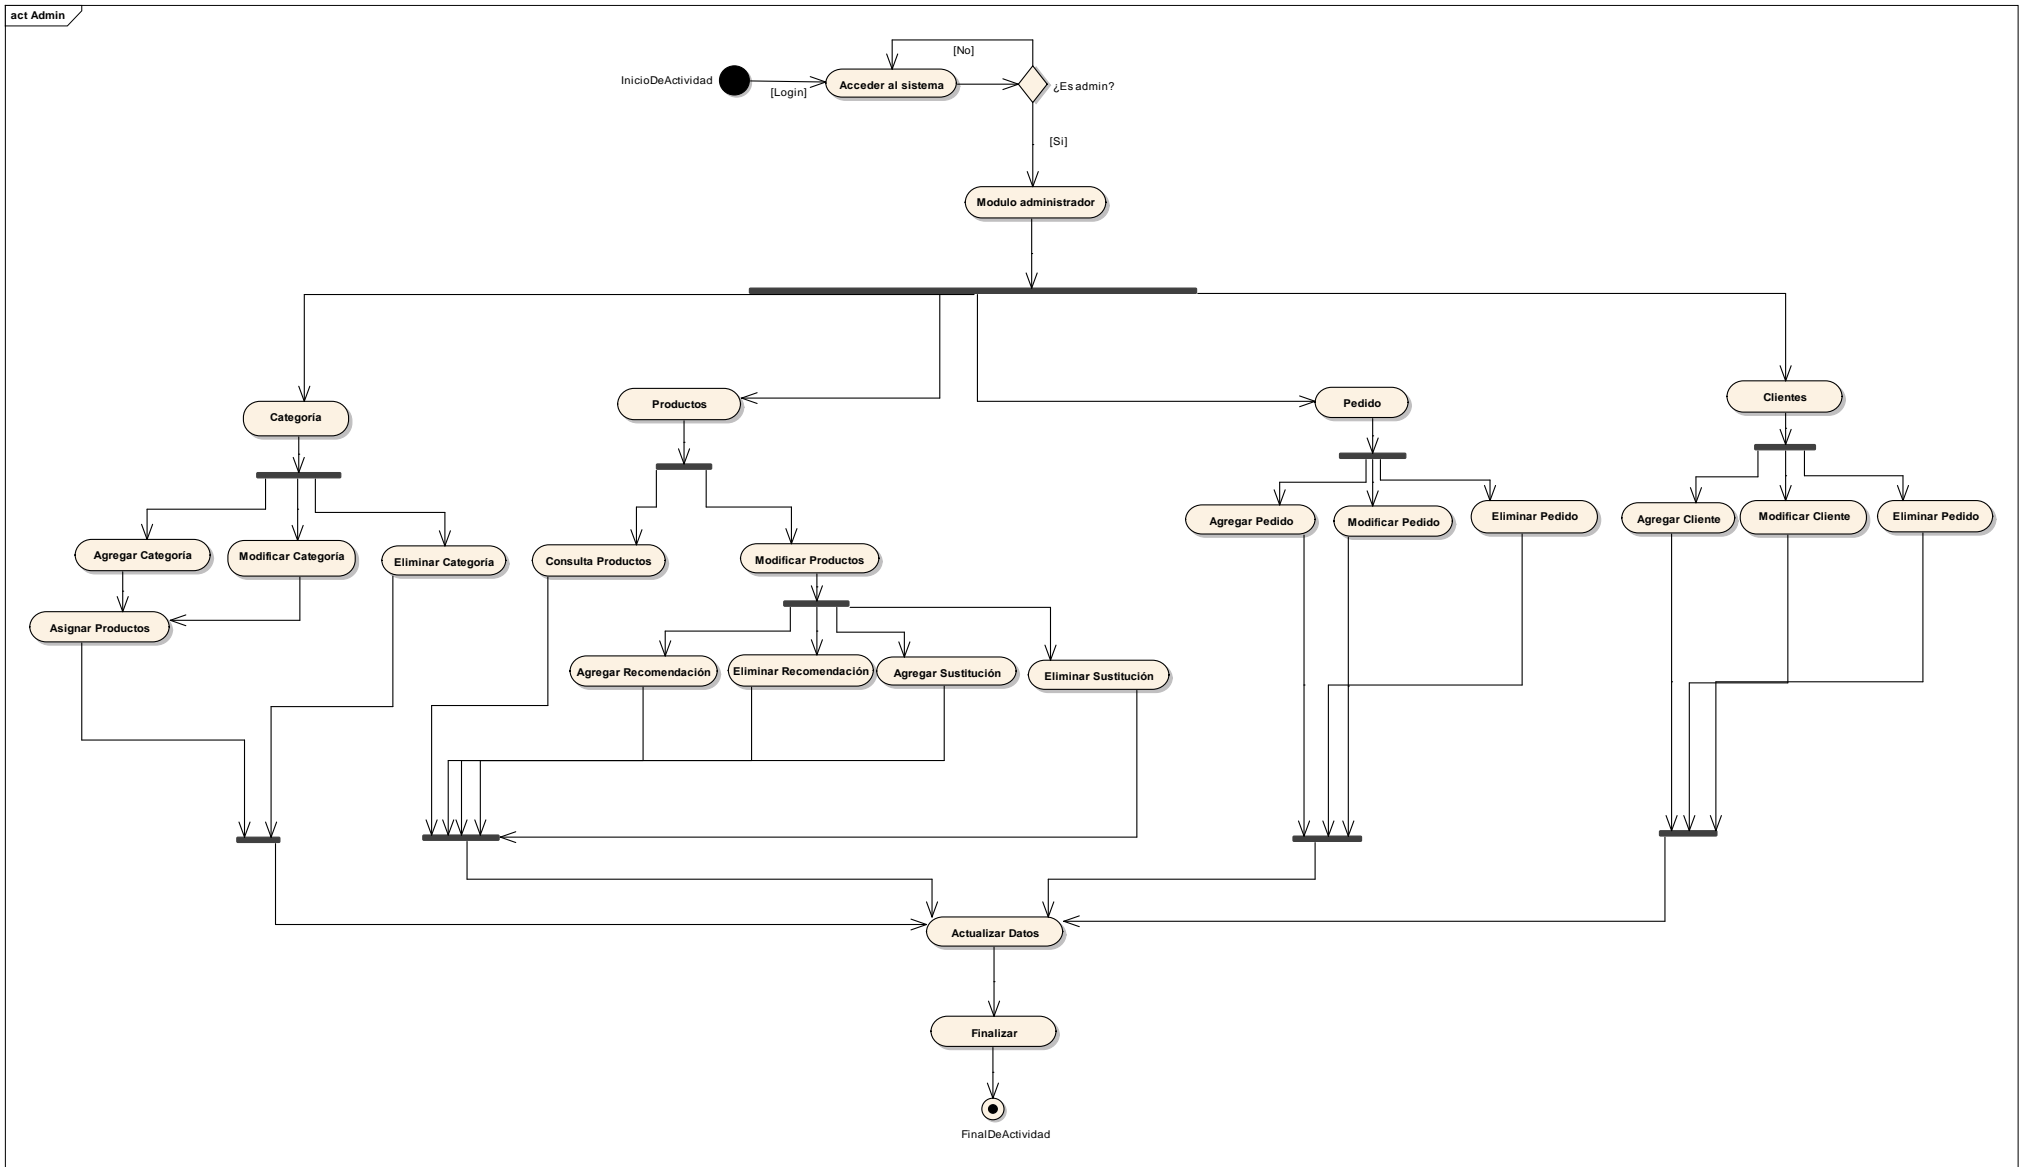 act Admin
[No]
InicioDeActividad
[Login]
Acceder al sistema
¿Es admin?
[Si]
Modulo administrador
Categoría
Productos
Pedido
Clientes
Agregar Categoría
Modificar Categoría
Eliminar Categoría
Consulta Productos
Modificar Productos
Agregar Pedido
Modificar Pedido
Eliminar Pedido
Agregar Cliente
Modificar Cliente
Eliminar Pedido
Asignar Productos
Agregar Recomendación
Eliminar Recomendación
Agregar Sustitución
Eliminar Sustitución
Actualizar Datos
Finalizar
FinalDeActividad